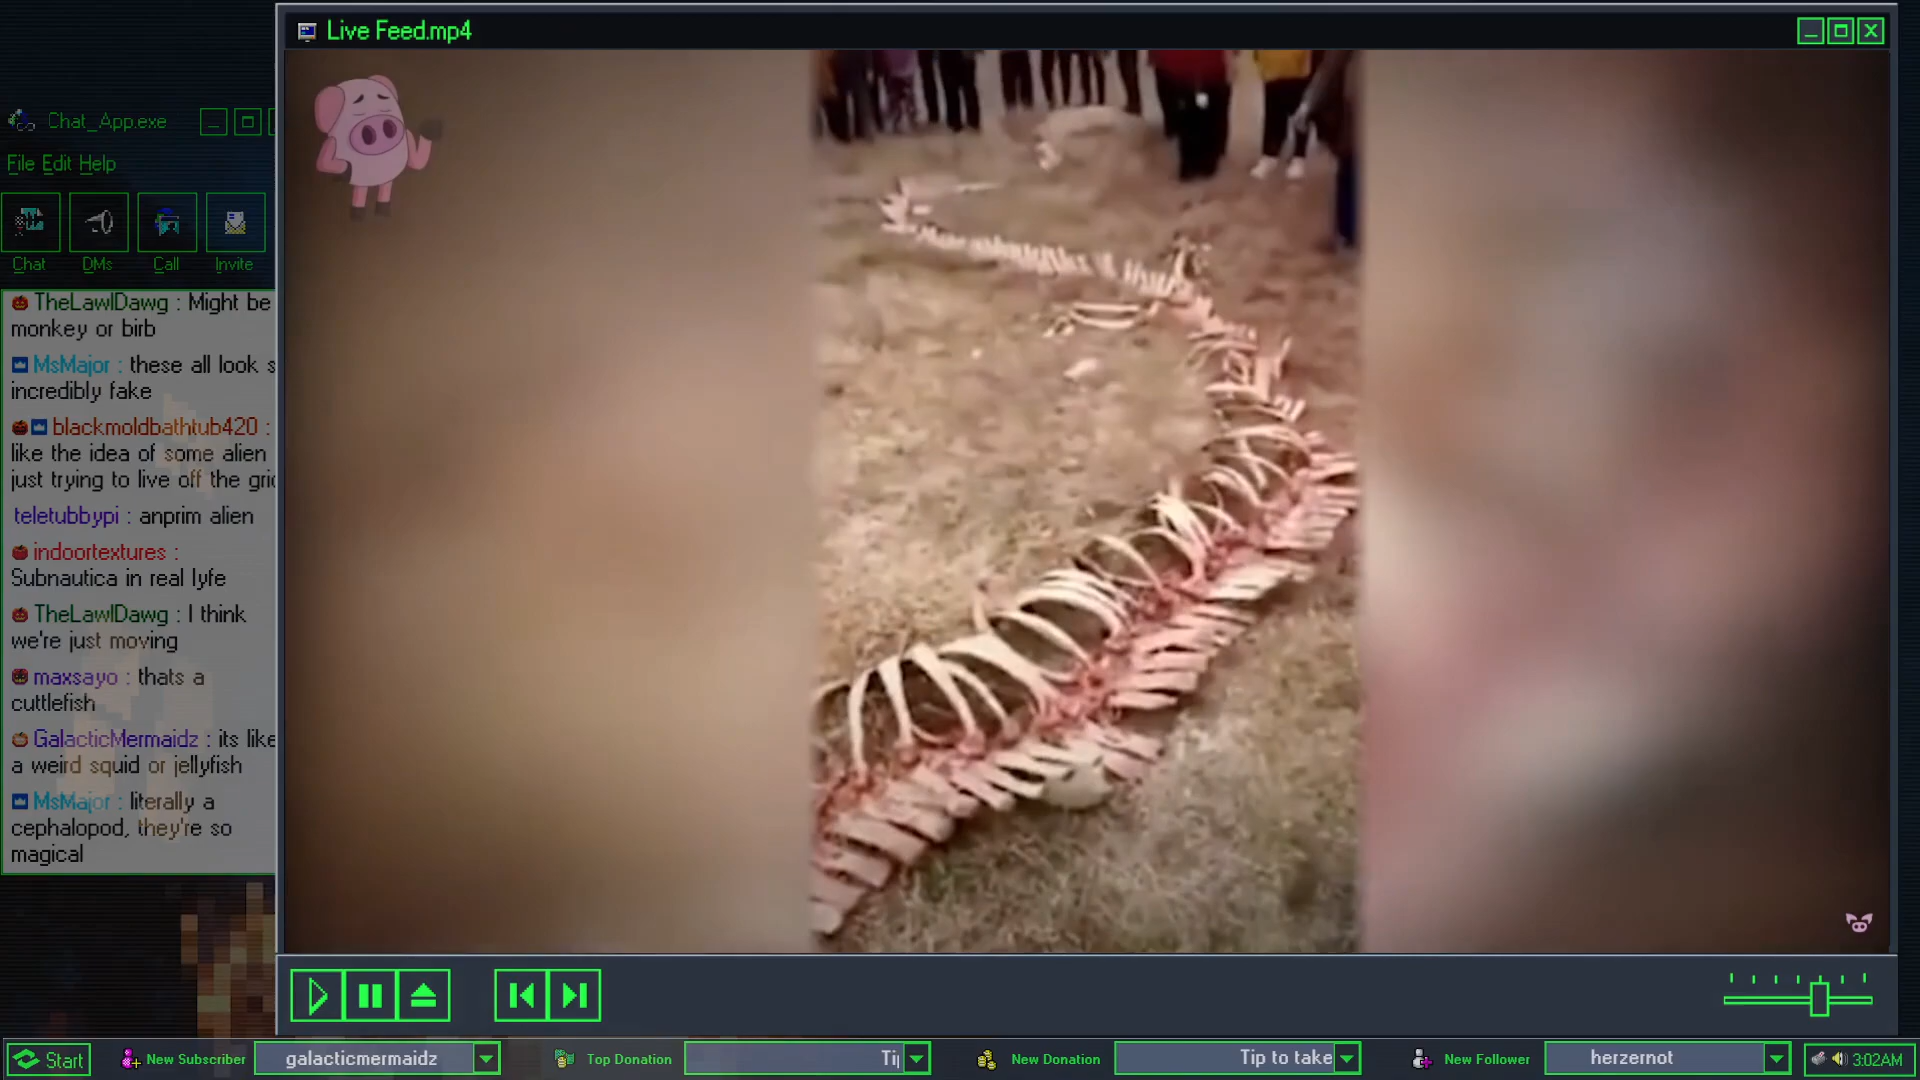 Live Feed.mp4
Chat_App.exe
File Edit Help
Chat DMs Call Invite
TheLawlDawg : Might be
monkey or birb
MsMajor : these all look s
incredibly fake
blackmoldbathtub420 :
like the idea of some alien
just trying to live off the gri
teletubbypi : anprim alien
indoortextures :
Subnautica in real lyfe
TheLawlDawg : I think
we're just moving
maxsayo : thats a
cuttlefish
GalacticMermaidz : its like
a weird squid or jellyfish
MsMajor : literally a
cephalopod, they're so
magical
Start New Subscriber galacticmermaidz Top Donation Ti New Donation Tip to take New Follower herzernot 3:02AM